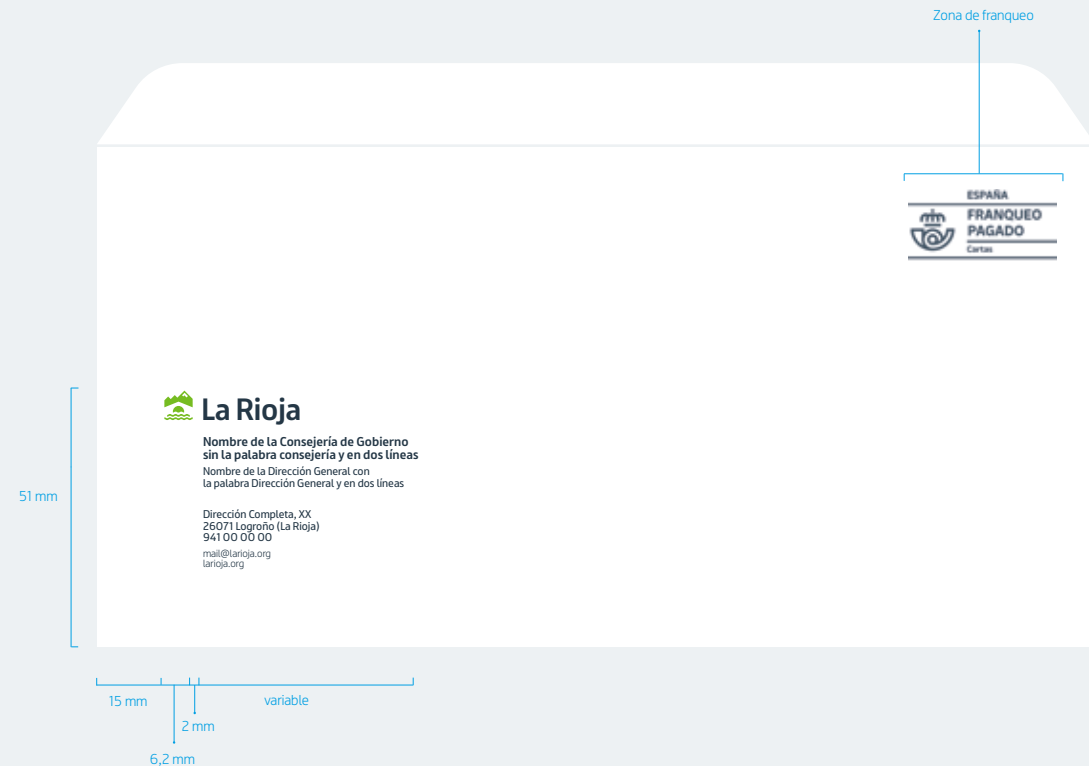 Zona de franqueo
ESPAÑA
FRANQUEO
PAGADO
Cartas
La Rioja
Nombre de la Consejería de Gobierno
sin la palabra consejería y en dos líneas
Nombre de la Dirección General con
la palabra Dirección General y en dos líneas
Dirección Completa, XX
26071 Logroño (La Rioja)
941 00 00 00
mail@larioja.org
larioja.org
51 mm
15 mm
variable
2 mm
6,2 mm